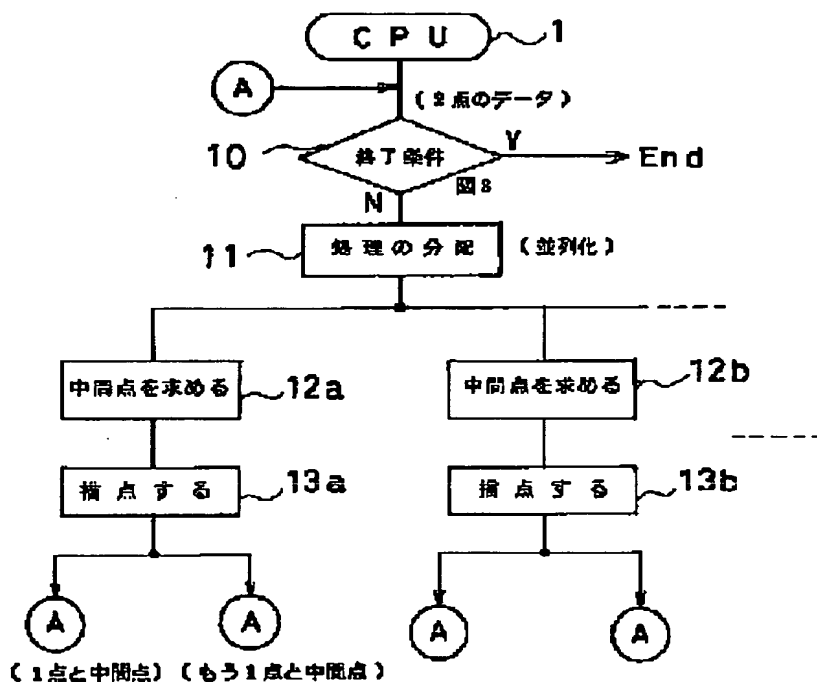 CPU 1
A
(2点のデータ)
10 終了条件 Y End
図8
N
11 処理の分配 (並列化)
中間点を求める 12a 中間点を求める 12b
描点する 13a 描点する 13b
A A A A
(1点と中間点) (もう1点と中間点)